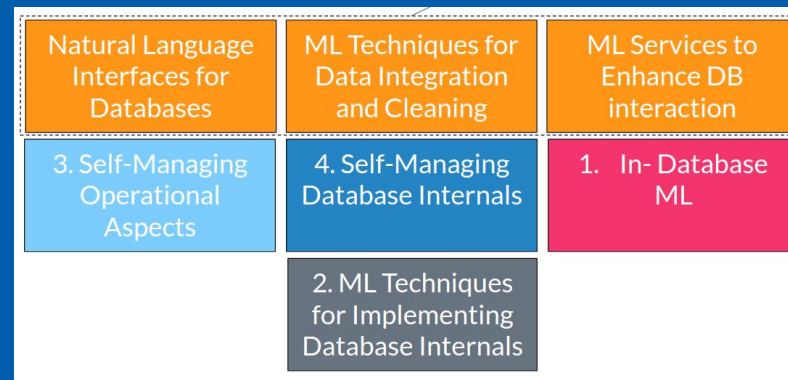 Natural Language
Interfaces for
Databases
ML Techniques for
Data Integration
and Cleaning
ML Services to
Enhance DB
interaction
3. Self-Managing
Operational
Aspects
4. Self-Managing
Database Internals
1. In- Database
ML
2. ML Techniques
for Implementing
Database Internals